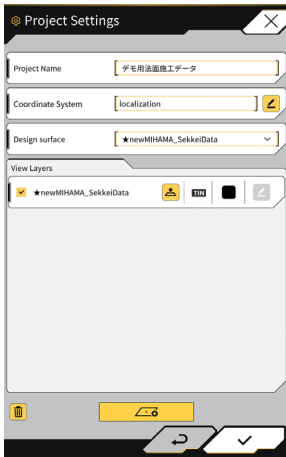 Project Settings
Project Name
デモ用法面施工データ
Coordinate System
localization
Design surface
★newMIHAMA_SekkeiData
View Layers
★newMIHAMA_SekkeiData
TIN